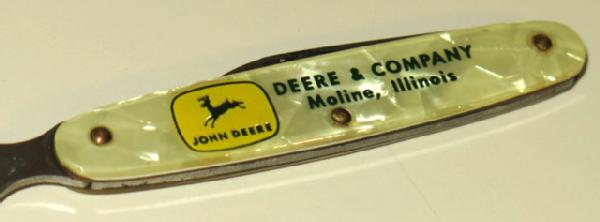 DEERE & COMPANY
Moline, Illinois
JOHN DEERE